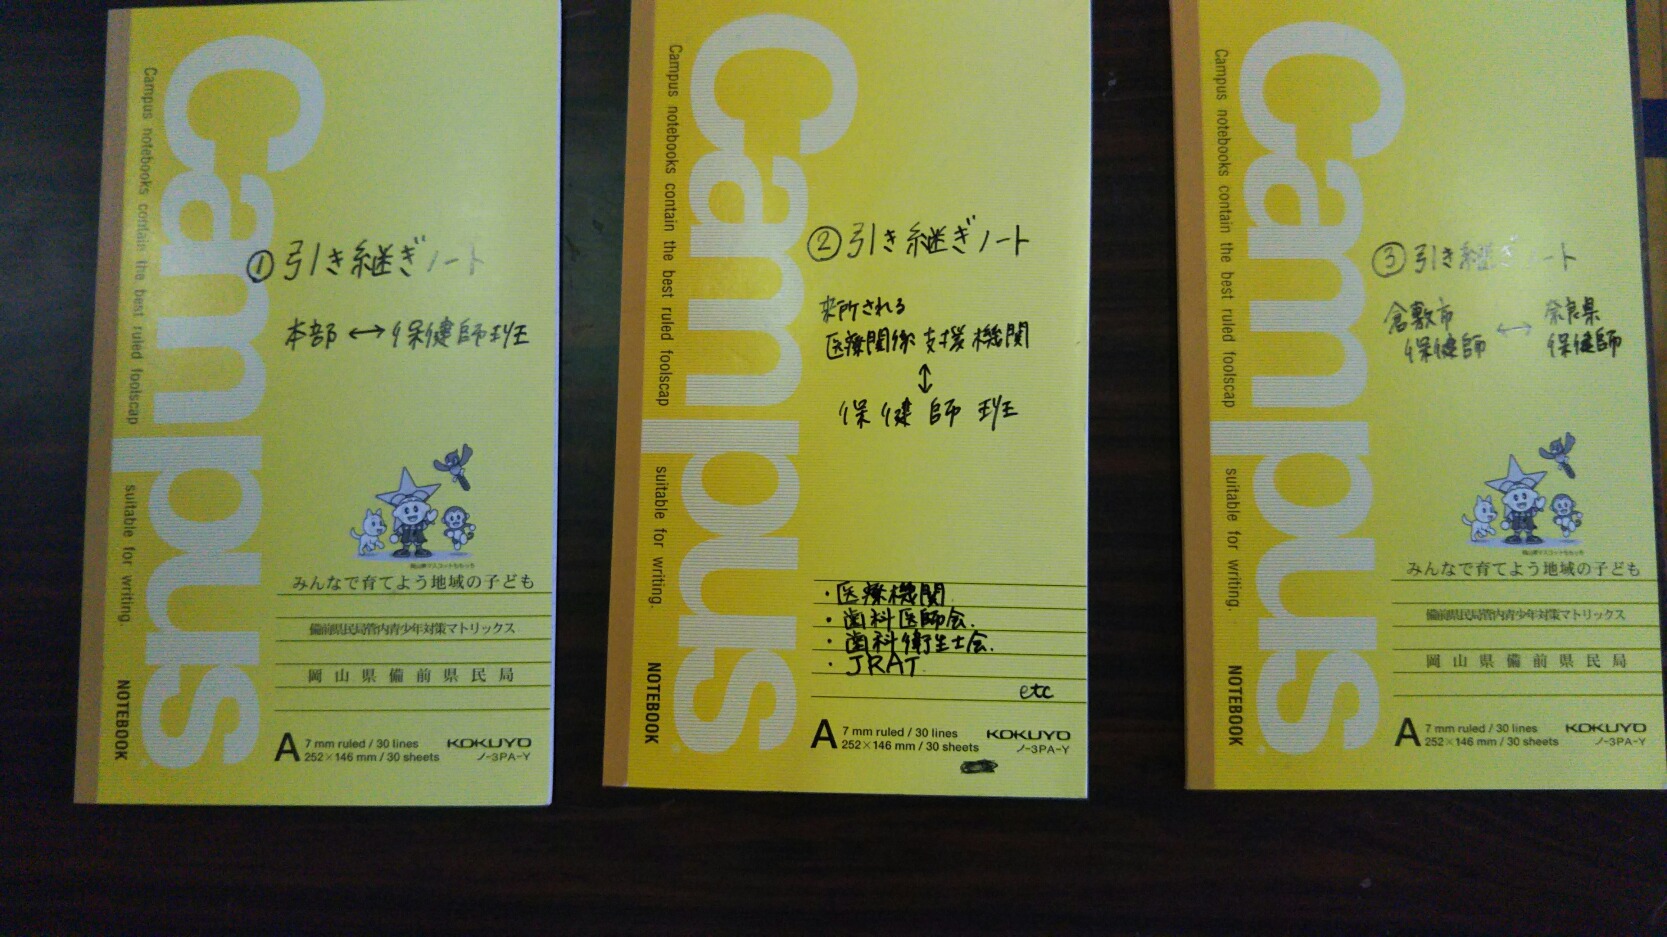 Campus
Campus notebooks contain the best ruled foolscap suitable for writing.
NOTEBOOK
①引き継ぎノート
本部 ↔ 保健師班
みんなで育てよう地域の子ども
備前県民局管内青少年対策マトリックス
岡山県備前県民局
A 7 mm ruled / 30 lines
252×146 mm / 30 sheets
KOKUYO
ノ-3PA-Y
Campus
Campus notebooks contain the best ruled foolscap suitable for writing.
NOTEBOOK
②引き継ぎノート
来所される
医療関係支援機関
↕
保健師班
・医療機関
・歯科医師会.
・歯科衛生士会.
・JRAT
etc
A 7 mm ruled / 30 lines
252×146 mm / 30 sheets
KOKUYO
ノ-3PA-Y
Campus
Campus notebooks contain the best ruled foolscap suitable for writing.
NOTEBOOK
③引き継ぎノート
倉敷市 ↔ 奈良県
保健師 保健師
みんなで育てよう地域の子ども
備前県民局管内青少年対策マトリックス
岡山県備前県民局
A 7 mm ruled / 30 lines
252×146 mm / 30 sheets
KOKUYO
ノ-3PA-Y